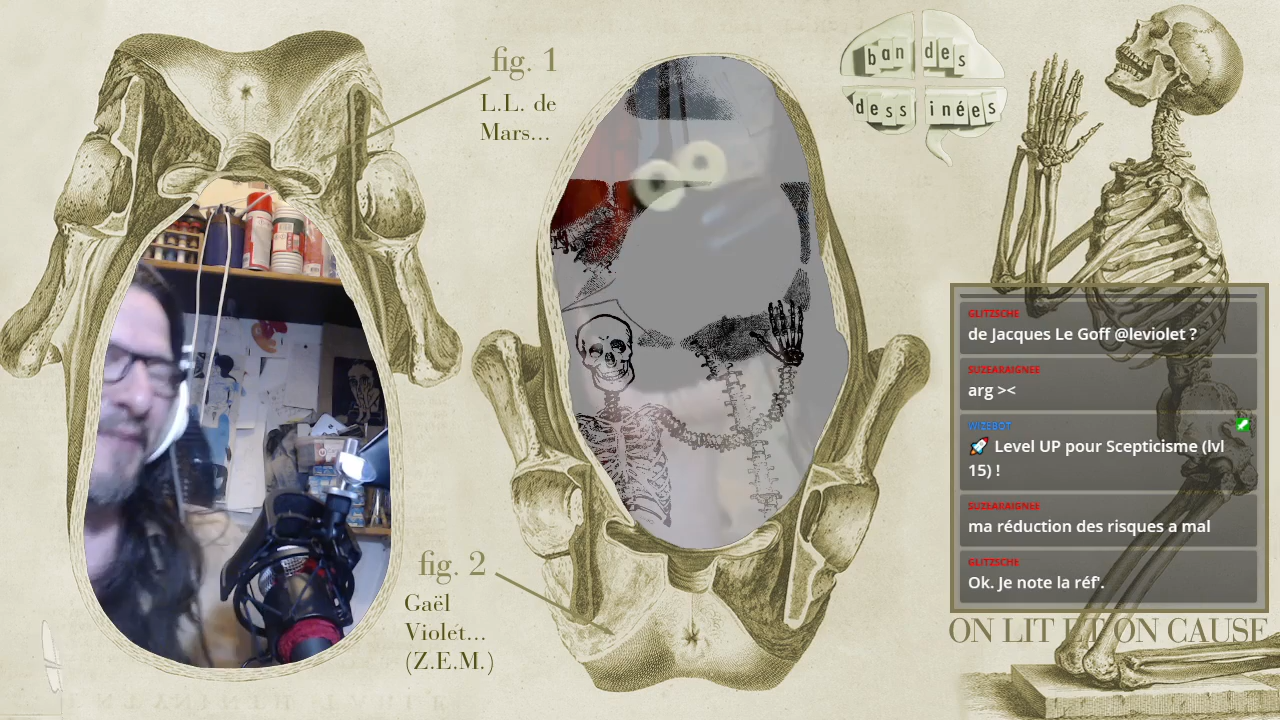 fig. 1
L.L. de
Mars...
ban des
dess inées
fig. 2
Gaël
Violet...
(Z.E.M.)
GLITZSCHE
de Jacques Le Goff @leviolet ?
SUZEARAIGNEE
arg ><
WIZEBOT
🚀 Level UP pour Scepticisme (lvl
15) !
SUZEARAIGNEE
ma réduction des risques a mal
GLITZSCHE
Ok. Je note la réf'.
ON LIT ET ON CAUSE